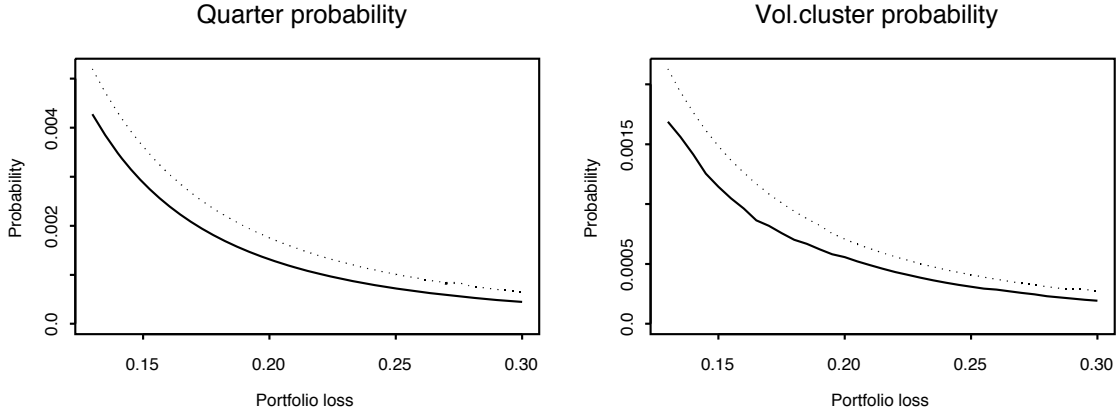 Quarter probability
Probability
0.004
0.002
0.0
0.15 0.20 0.25 0.30
Portfolio loss
Vol.cluster probability
Probability
0.0015
0.0005
0.0
0.15 0.20 0.25 0.30
Portfolio loss